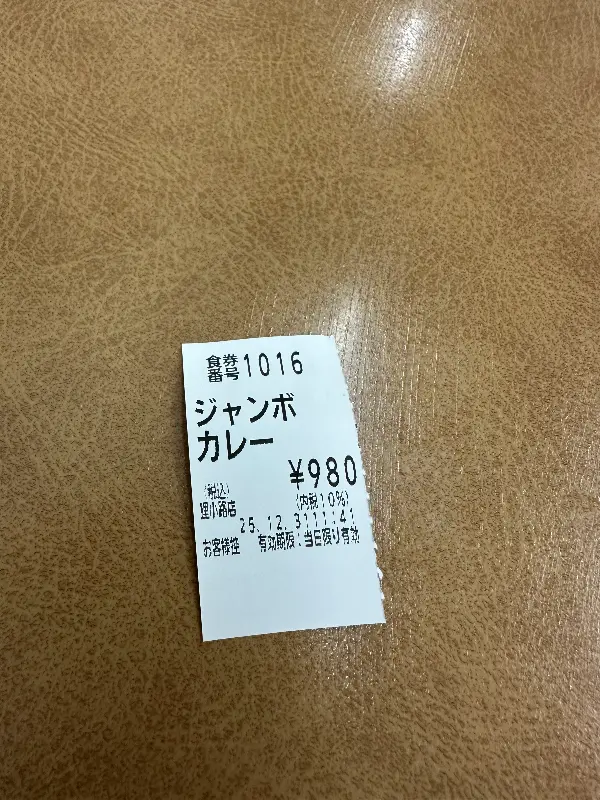 食券番号1016
ジャンボ
カレー
¥980
(税込) (内税10%)
狸小路店
25.12.31 11:41
お客様控 有効期限:当日限り有効